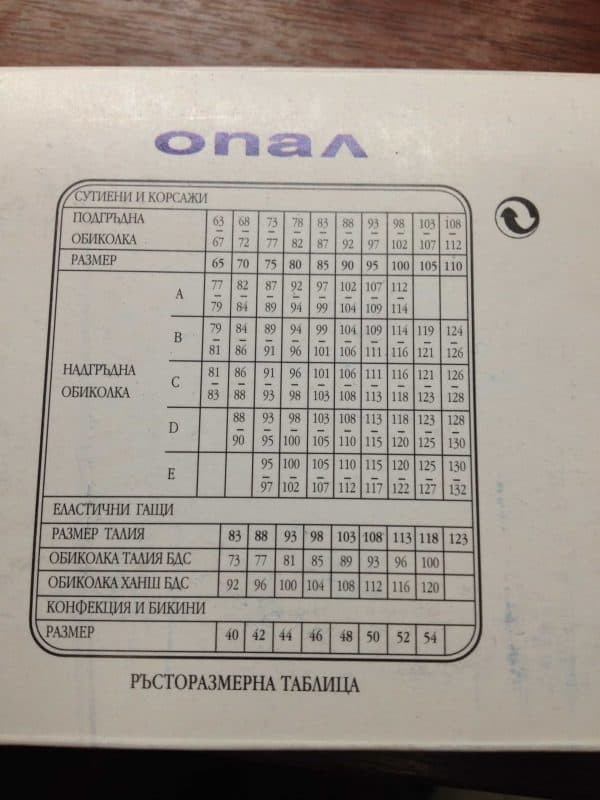 опал
СУТИЕНИ И КОРСАЖИ
ПОДГРЪДНА ОБИКОЛКА 63–67 68–72 73–77 78–82 83–87 88–92 93–97 98–102 103–107 108–112
РАЗМЕР 65 70 75 80 85 90 95 100 105 110
НАДГРЪДНА ОБИКОЛКА
A 77–79 82–84 87–89 92–94 97–99 102–104 107–109 112–114
B 79–81 84–86 89–91 94–96 99–101 104–106 109–111 114–116 119–121 124–126
C 81–83 86–88 91–93 96–98 101–103 106–108 111–113 116–118 121–123 126–128
D 88–90 93–95 98–100 103–105 108–110 113–115 118–120 123–125 128–130
E 95–97 100–102 105–107 110–112 115–117 120–122 125–127 130–132
ЕЛАСТИЧНИ ГАЩИ
РАЗМЕР ТАЛИЯ 83 88 93 98 103 108 113 118 123
ОБИКОЛКА ТАЛИЯ БДС 73 77 81 85 89 93 96 100
ОБИКОЛКА ХАНШ БДС 92 96 100 104 108 112 116 120
КОНФЕКЦИЯ И БИКИНИ
РАЗМЕР 40 42 44 46 48 50 52 54
РЪСТОРАЗМЕРНА ТАБЛИЦА